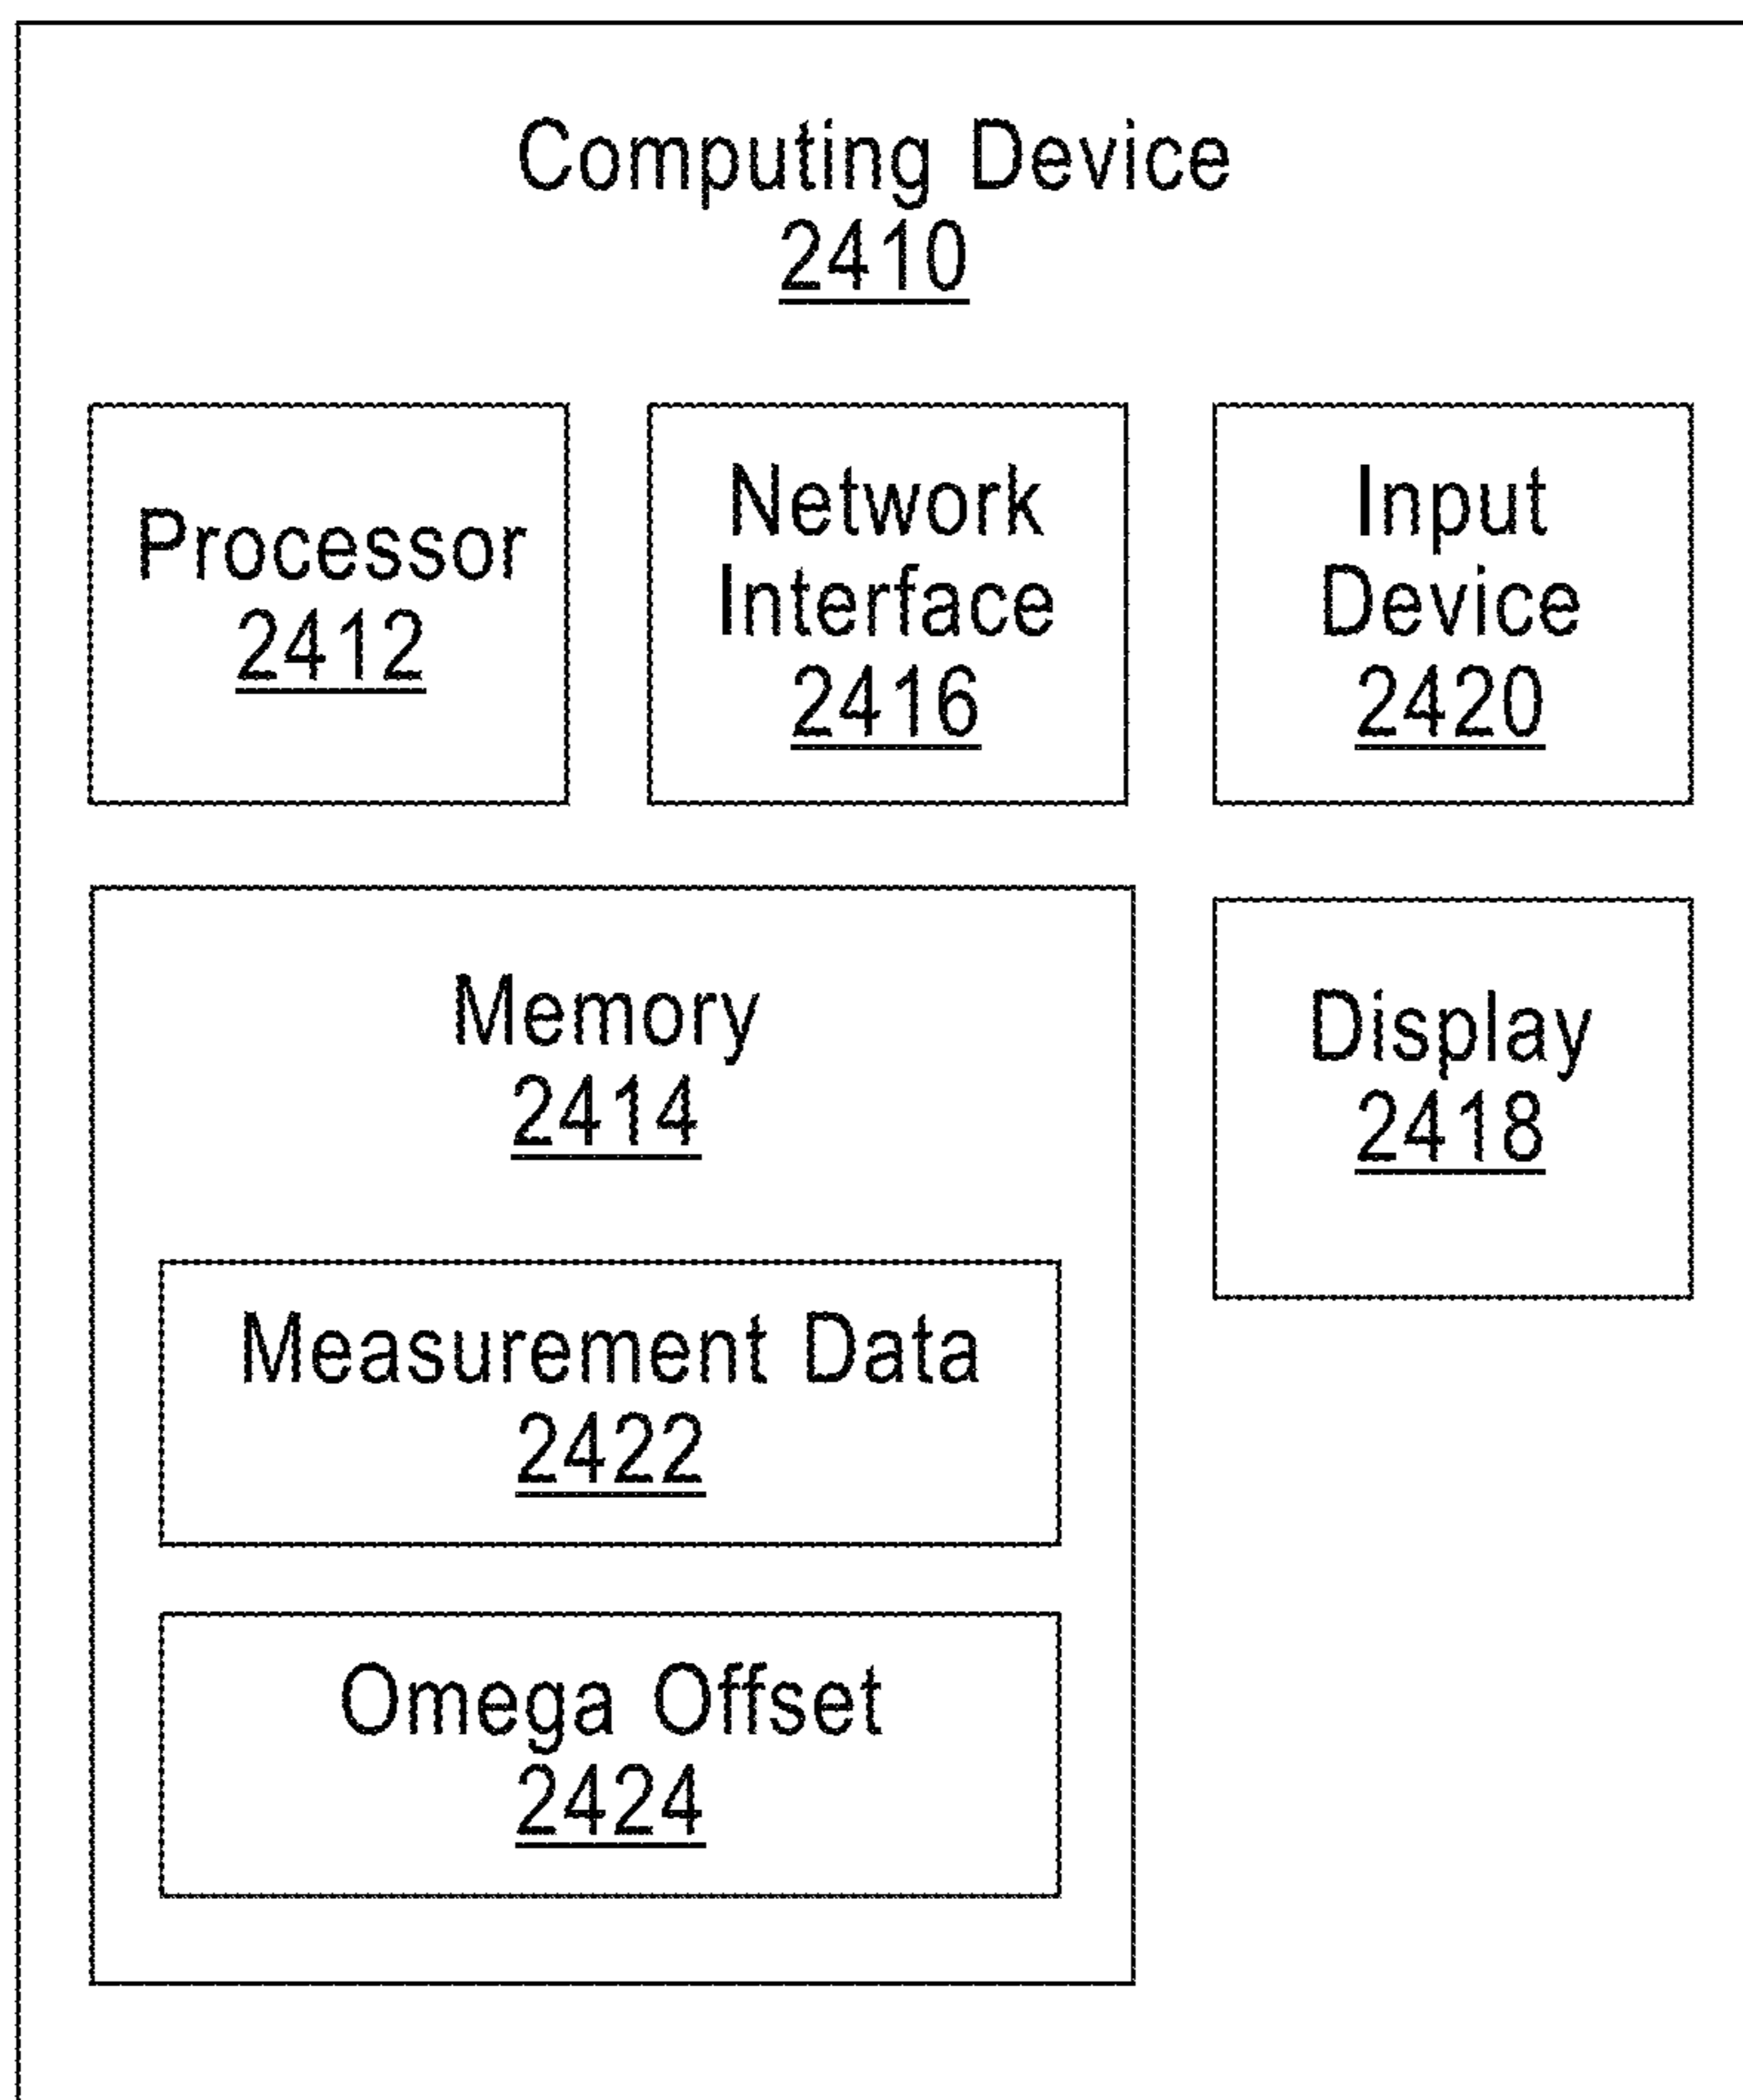 Computing Device
2410
Processor
2412
Network
Interface
2416
Input
Device
2420
Memory
2414
Display
2418
Measurement Data
2422
Omega Offset
2424